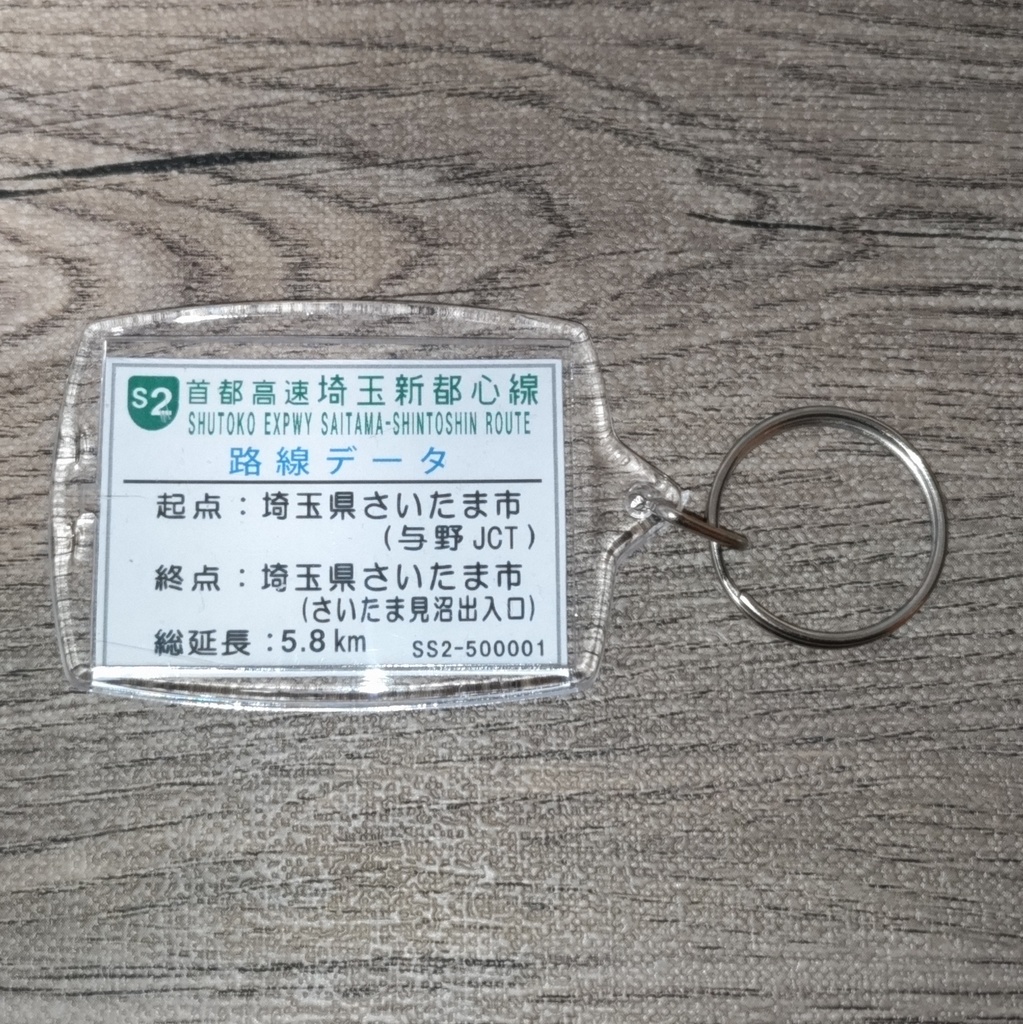 S2 首都高速埼玉新都心線
SHUTOKO EXPWY SAITAMA-SHINTOSHIN ROUTE
路線データ
起点：埼玉県さいたま市
（与野JCT）
終点：埼玉県さいたま市
（さいたま見沼出入口）
総延長：5.8km SS2-500001